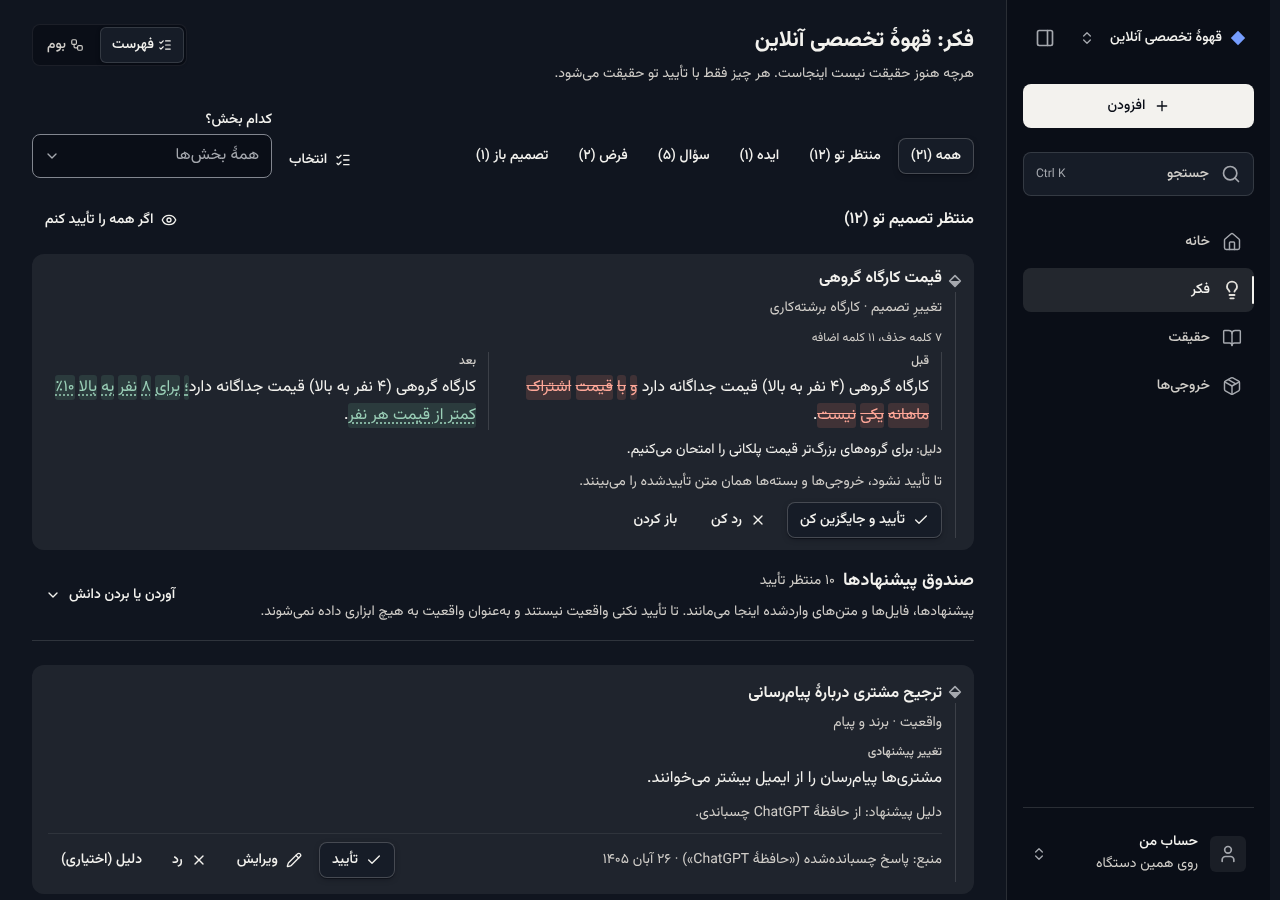 قهوهٔ تخصصی آنلاین
افزودن
جستجو
Ctrl K
خانه
فکر
حقیقت
خروجی‌ها
حساب من
روی همین دستگاه
فکر: قهوهٔ تخصصی آنلاین
هرچه هنوز حقیقت نیست اینجاست. هر چیز فقط با تأیید تو حقیقت می‌شود.
فهرست
بوم
همه (۲۱)
منتظر تو (۱۲)
ایده (۱)
سؤال (۵)
فرض (۲)
تصمیم باز (۱)
انتخاب
کدام بخش؟
همهٔ بخش‌ها
منتظر تصمیم تو (۱۲)
اگر همه را تأیید کنم
قیمت کارگاه گروهی
تغییرِ تصمیم · کارگاه برشته‌کاری
۷ کلمه حذف، ۱۱ کلمه اضافه
قبل
کارگاه گروهی (۴ نفر به بالا) قیمت جداگانه دارد و با قیمت اشتراک
ماهانه یکی نیست.
بعد
کارگاه گروهی (۴ نفر به بالا) قیمت جداگانه دارد؛ برای ۸ نفر به بالا ۱۰٪
کمتر از قیمت هر نفر.
دلیل: برای گروه‌های بزرگ‌تر قیمت پلکانی را امتحان می‌کنیم.
تا تأیید نشود، خروجی‌ها و بسته‌ها همان متن تأییدشده را می‌بینند.
تأیید و جایگزین کن
رد کن
باز کردن
صندوق پیشنهادها ۱۰ منتظر تأیید
پیشنهادها، فایل‌ها و متن‌های واردشده اینجا می‌مانند. تا تأیید نکنی واقعیت نیستند و به‌عنوان واقعیت به هیچ ابزاری داده نمی‌شوند.
آوردن یا بردن دانش
ترجیح مشتری دربارهٔ پیام‌رسانی
واقعیت · برند و پیام
تغییر پیشنهادی
مشتری‌ها پیام‌رسان را از ایمیل بیشتر می‌خوانند.
دلیل پیشنهاد: از حافظهٔ ChatGPT چسباندی.
منبع: پاسخ چسبانده‌شده («حافظهٔ ChatGPT») · ۲۶ آبان ۱۴۰۵
تأیید
ویرایش
رد
دلیل (اختیاری)